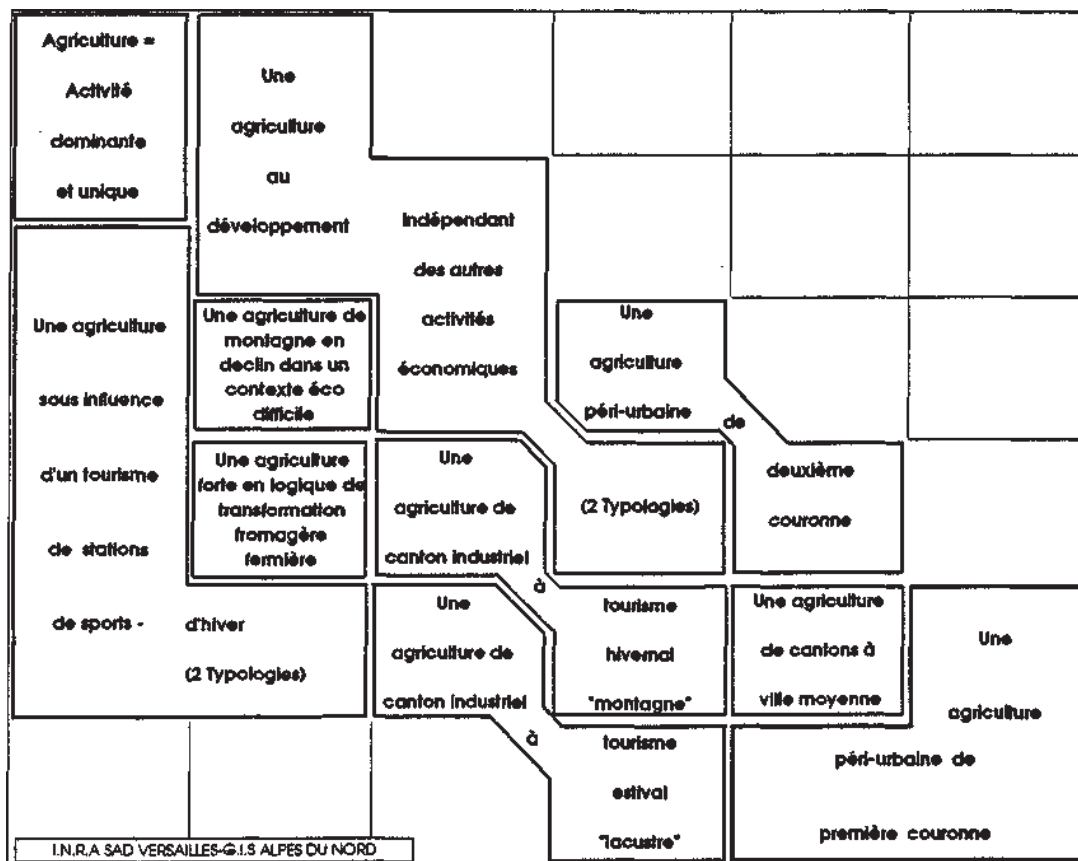 Agriculture =
Activité
dominante
et unique
Une
agriculture
au
développement
Indépendant
des autres
activités
économiques
Une agriculture
sous influence
d'un tourisme
de stations
de sports -
d'hiver
(2 Typologies)
Une agriculture de
montagne en
declin dans un
contexte éco
difficile
Une agriculture
forte en logique de
transformation
fromagère
fermière
Une
agriculture
péri-urbaine
de
deuxième
couronne
(2 Typologies)
Une
agriculture de
canton industriel
à
tourisme
hivernal
"montagne"
Une agriculture
de cantons à
ville moyenne
Une
agriculture de
canton industriel
à
tourisme
estival
"lacustre"
Une
agriculture
péri-urbaine de
première couronne
I.N.R.A SAD VERSAILLES-G.I.S ALPES DU NORD